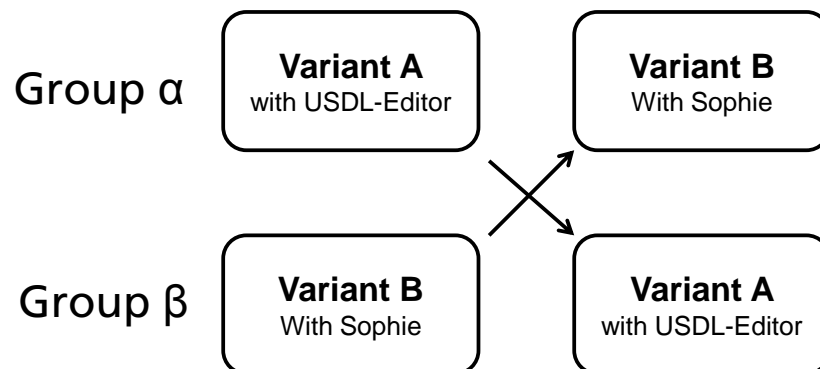 Group α
Variant A
with USDL-Editor
Variant B
With Sophie
Group β
Variant B
With Sophie
Variant A
with USDL-Editor